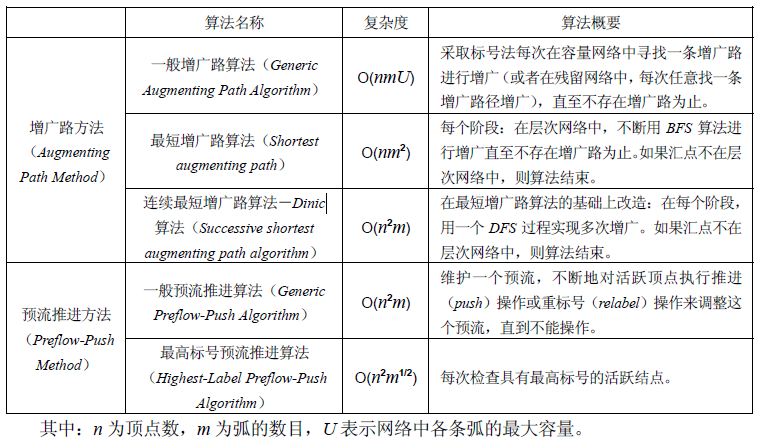 算法名称 复杂度 算法概要
增广路方法
（Augmenting
Path Method）
一般增广路算法（Generic
Augmenting Path Algorithm）
O(nmU)
采取标号法每次在容量网络中寻找一条增广路
进行增广（或者在残留网络中，每次任意找一条
增广路径增广），直至不存在增广路为止。
最短增广路算法（Shortest
augmenting path）
O(nm²)
每个阶段：在层次网络中，不断用 BFS 算法进
行增广直至不存在增广路为止。如果汇点不在层
次网络中，则算法结束。
连续最短增广路算法－Dinic
算法（Successive shortest
augmenting path algorithm）
O(n²m)
在最短增广路算法的基础上改造：在每个阶段，
用一个 DFS 过程实现多次增广。如果汇点不在
层次网络中，则算法结束。
预流推进方法
（Preflow-Push
Method）
一般预流推进算法（Generic
Preflow-Push Algorithm）
O(n²m)
维护一个预流，不断地对活跃顶点执行推进
（push）操作或重标号（relabel）操作来调整这
个预流，直到不能操作。
最高标号预流推进算法
（Highest-Label Preflow-Push
Algorithm）
O(n²m¹ᐟ²)
每次检查具有最高标号的活跃结点。
其中：n 为顶点数，m 为弧的数目，U 表示网络中各条弧的最大容量。